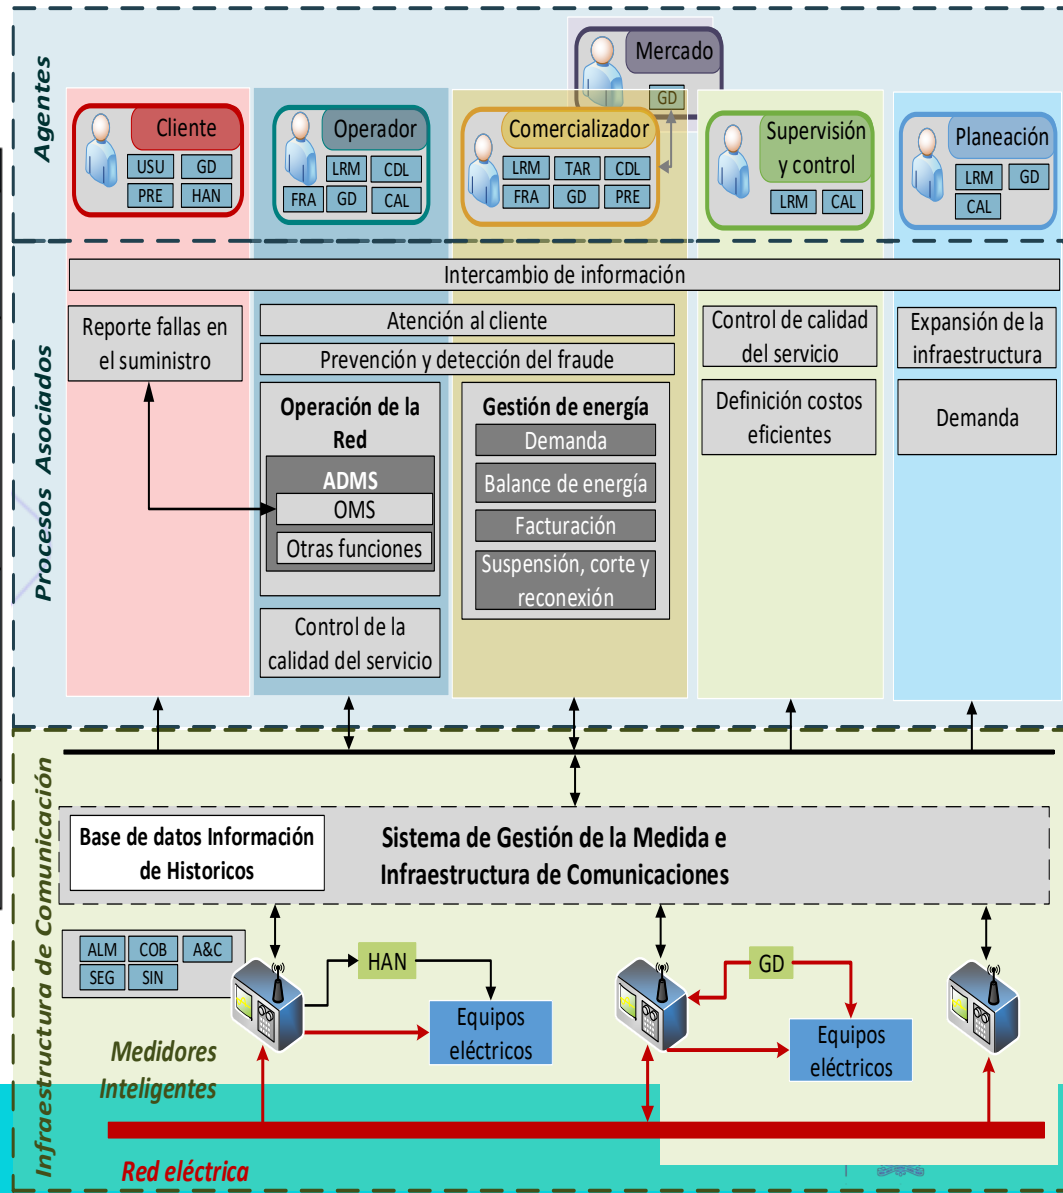 Agentes
Mercado
GD
Cliente
USU GD
PRE HAN
Operador
LRM CDL
FRA GD CAL
Comercializador
LRM TAR CDL
FRA GD PRE
Supervisión
y control
LRM CAL
Planeación
LRM GD
CAL
Procesos Asociados
Intercambio de información
Reporte fallas en
el suministro
Atención al cliente
Prevención y detección del fraude
Operación de la
Red
ADMS
OMS
Otras funciones
Control de la
calidad del servicio
Gestión de energía
Demanda
Balance de energía
Facturación
Suspensión, corte y
reconexión
Control de calidad
del servicio
Definición costos
eficientes
Expansión de la
infraestructura
Demanda
Infraestructura de Comunicación
Base de datos Información
de Historicos
Sistema de Gestión de la Medida e
Infraestructura de Comunicaciones
ALM COB A&C
SEG SIN
HAN
Equipos
eléctricos
GD
Equipos
eléctricos
Medidores
Inteligentes
Red eléctrica